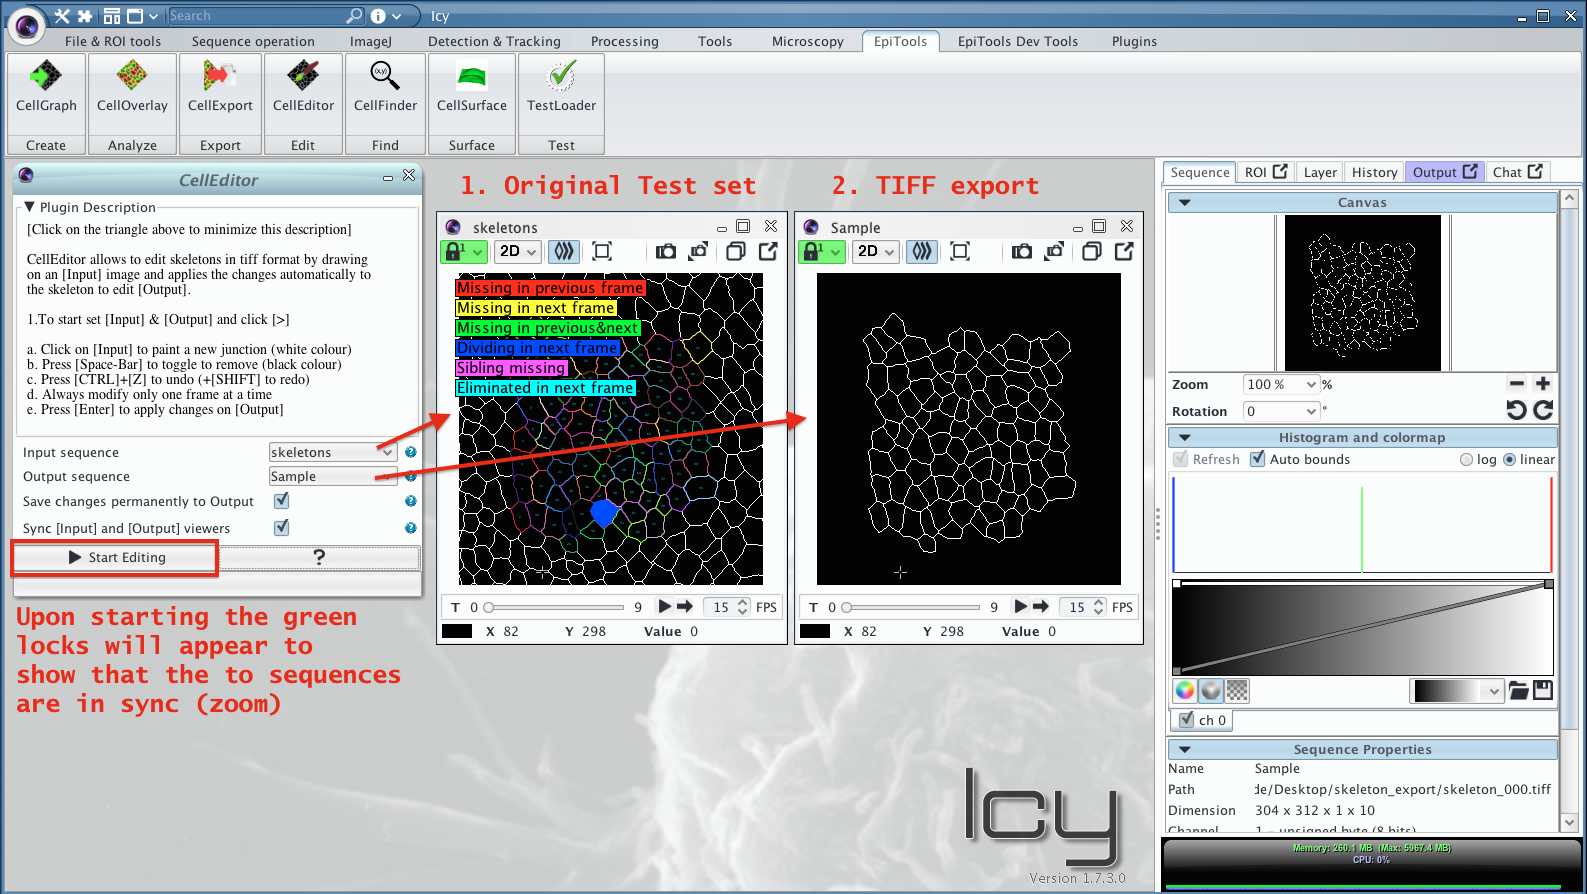 Search
Icy
File & ROI tools
Sequence operation
ImageJ
Detection & Tracking
Processing
Tools
Microscopy
EpiTools
EpiTools Dev Tools
Plugins
CellGraph
CellOverlay
CellExport
CellEditor
CellFinder
(x,y)
CellSurface
TestLoader
Create
Analyze
Export
Edit
Find
Surface
Test
CellEditor
Plugin Description
[Click on the triangle above to minimize this description]
CellEditor allows to edit skeletons in tiff format by drawing
on an [Input] image and applies the changes automatically to
the skeleton to edit [Output].
1.To start set [Input] & [Output] and click [>]
a. Click on [Input] to paint a new junction (white colour)
b. Press [Space-Bar] to toggle to remove (black colour)
c. Press [CTRL]+[Z] to undo (+[SHIFT] to redo)
d. Always modify only one frame at a time
e. Press [Enter] to apply changes on [Output]
Input sequence
skeletons
Output sequence
Sample
Save changes permanently to Output
Sync [Input] and [Output] viewers
Start Editing
?
Upon starting the green
locks will appear to
show that the to sequences
are in sync (zoom)
1. Original Test set
skeletons
1
2D
Missing in previous frame
Missing in next frame
Missing in previous&next
Dividing in next frame
Sibling missing
Eliminated in next frame
T 0
9
15
FPS
X 82
Y 298
Value 0
2. TIFF export
Sample
1
2D
T 0
9
15
FPS
X 82
Y 298
Value 0
Icy
Version 1.7.3.0
Sequence
ROI
Layer
History
Output
Chat
Canvas
Zoom
100 %
%
Rotation
0
°
Histogram and colormap
Refresh
Auto bounds
log
linear
ch 0
Sequence Properties
Name
Sample
Path
de/Desktop/skeleton_export/skeleton_000.tiff
Dimension
304 x 312 x 1 x 10
Channel
1 - unsigned byte (8 bits)
Memory: 260.1 MB (Max: 5967.4 MB)
CPU: 0%